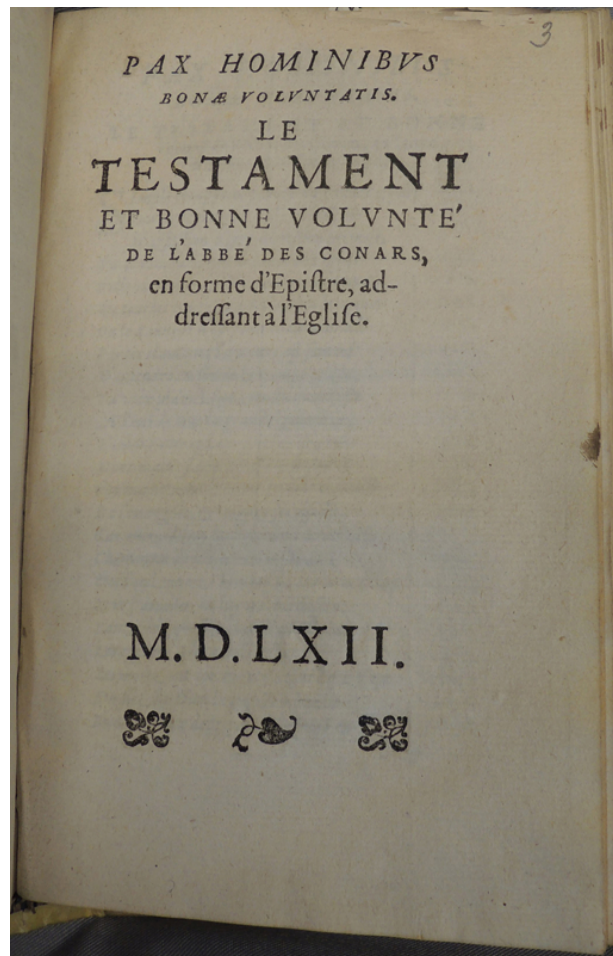 3
PAX HOMINIBVS
BONÆ VOLVNTATIS.
LE
TESTAMENT
ET BONNE VOLVNTE'
DE L'ABBE' DES CONARS,
en forme d'Epiſtre, ad-
dreſſant à l'Egliſe.
M. D. LXII.